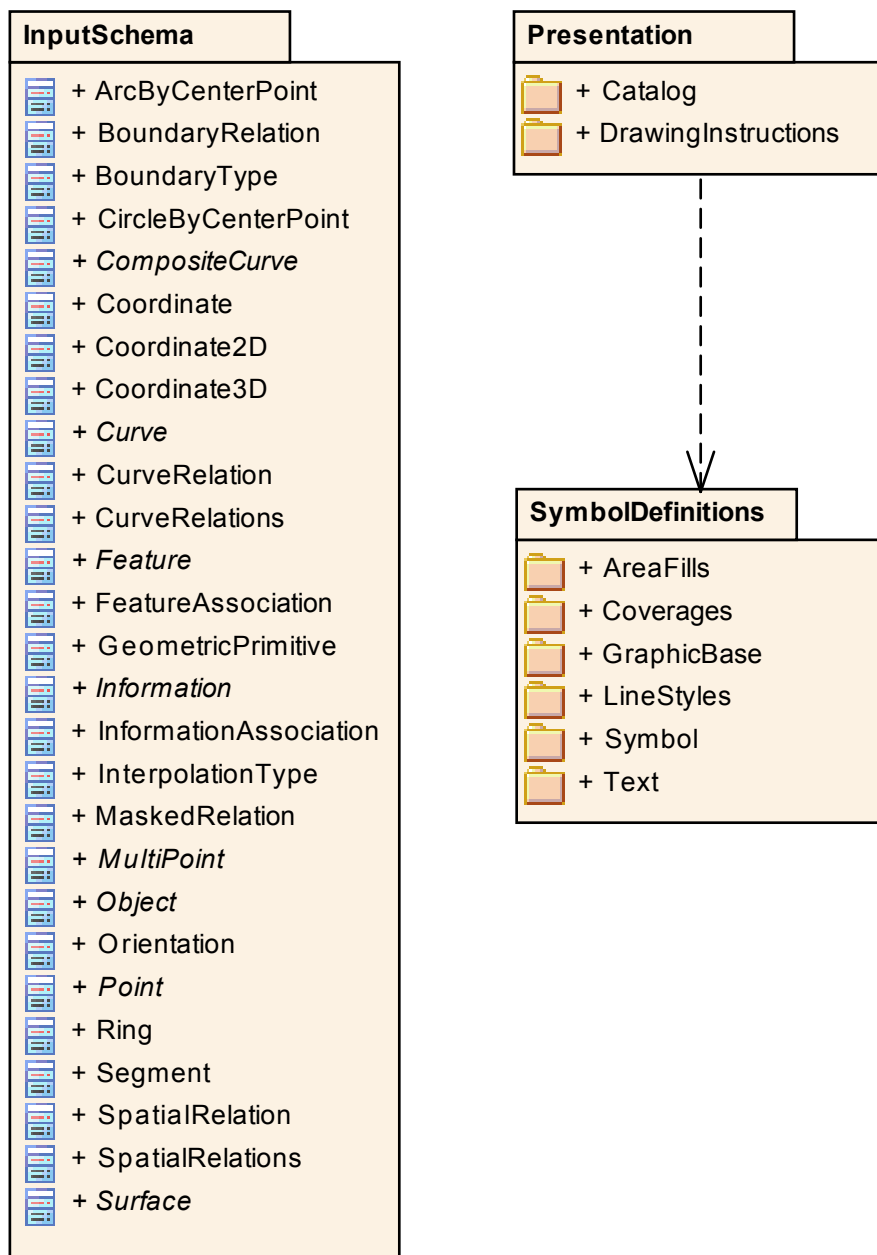 InputSchema
+ ArcByCenterPoint
+ BoundaryRelation
+ BoundaryType
+ CircleByCenterPoint
+ CompositeCurve
+ Coordinate
+ Coordinate2D
+ Coordinate3D
+ Curve
+ CurveRelation
+ CurveRelations
+ Feature
+ FeatureAssociation
+ GeometricPrimitive
+ Information
+ InformationAssociation
+ InterpolationType
+ MaskedRelation
+ MultiPoint
+ Object
+ Orientation
+ Point
+ Ring
+ Segment
+ SpatialRelation
+ SpatialRelations
+ Surface
Presentation
+ Catalog
+ DrawingInstructions
SymbolDefinitions
+ AreaFills
+ Coverages
+ GraphicBase
+ LineStyles
+ Symbol
+ Text